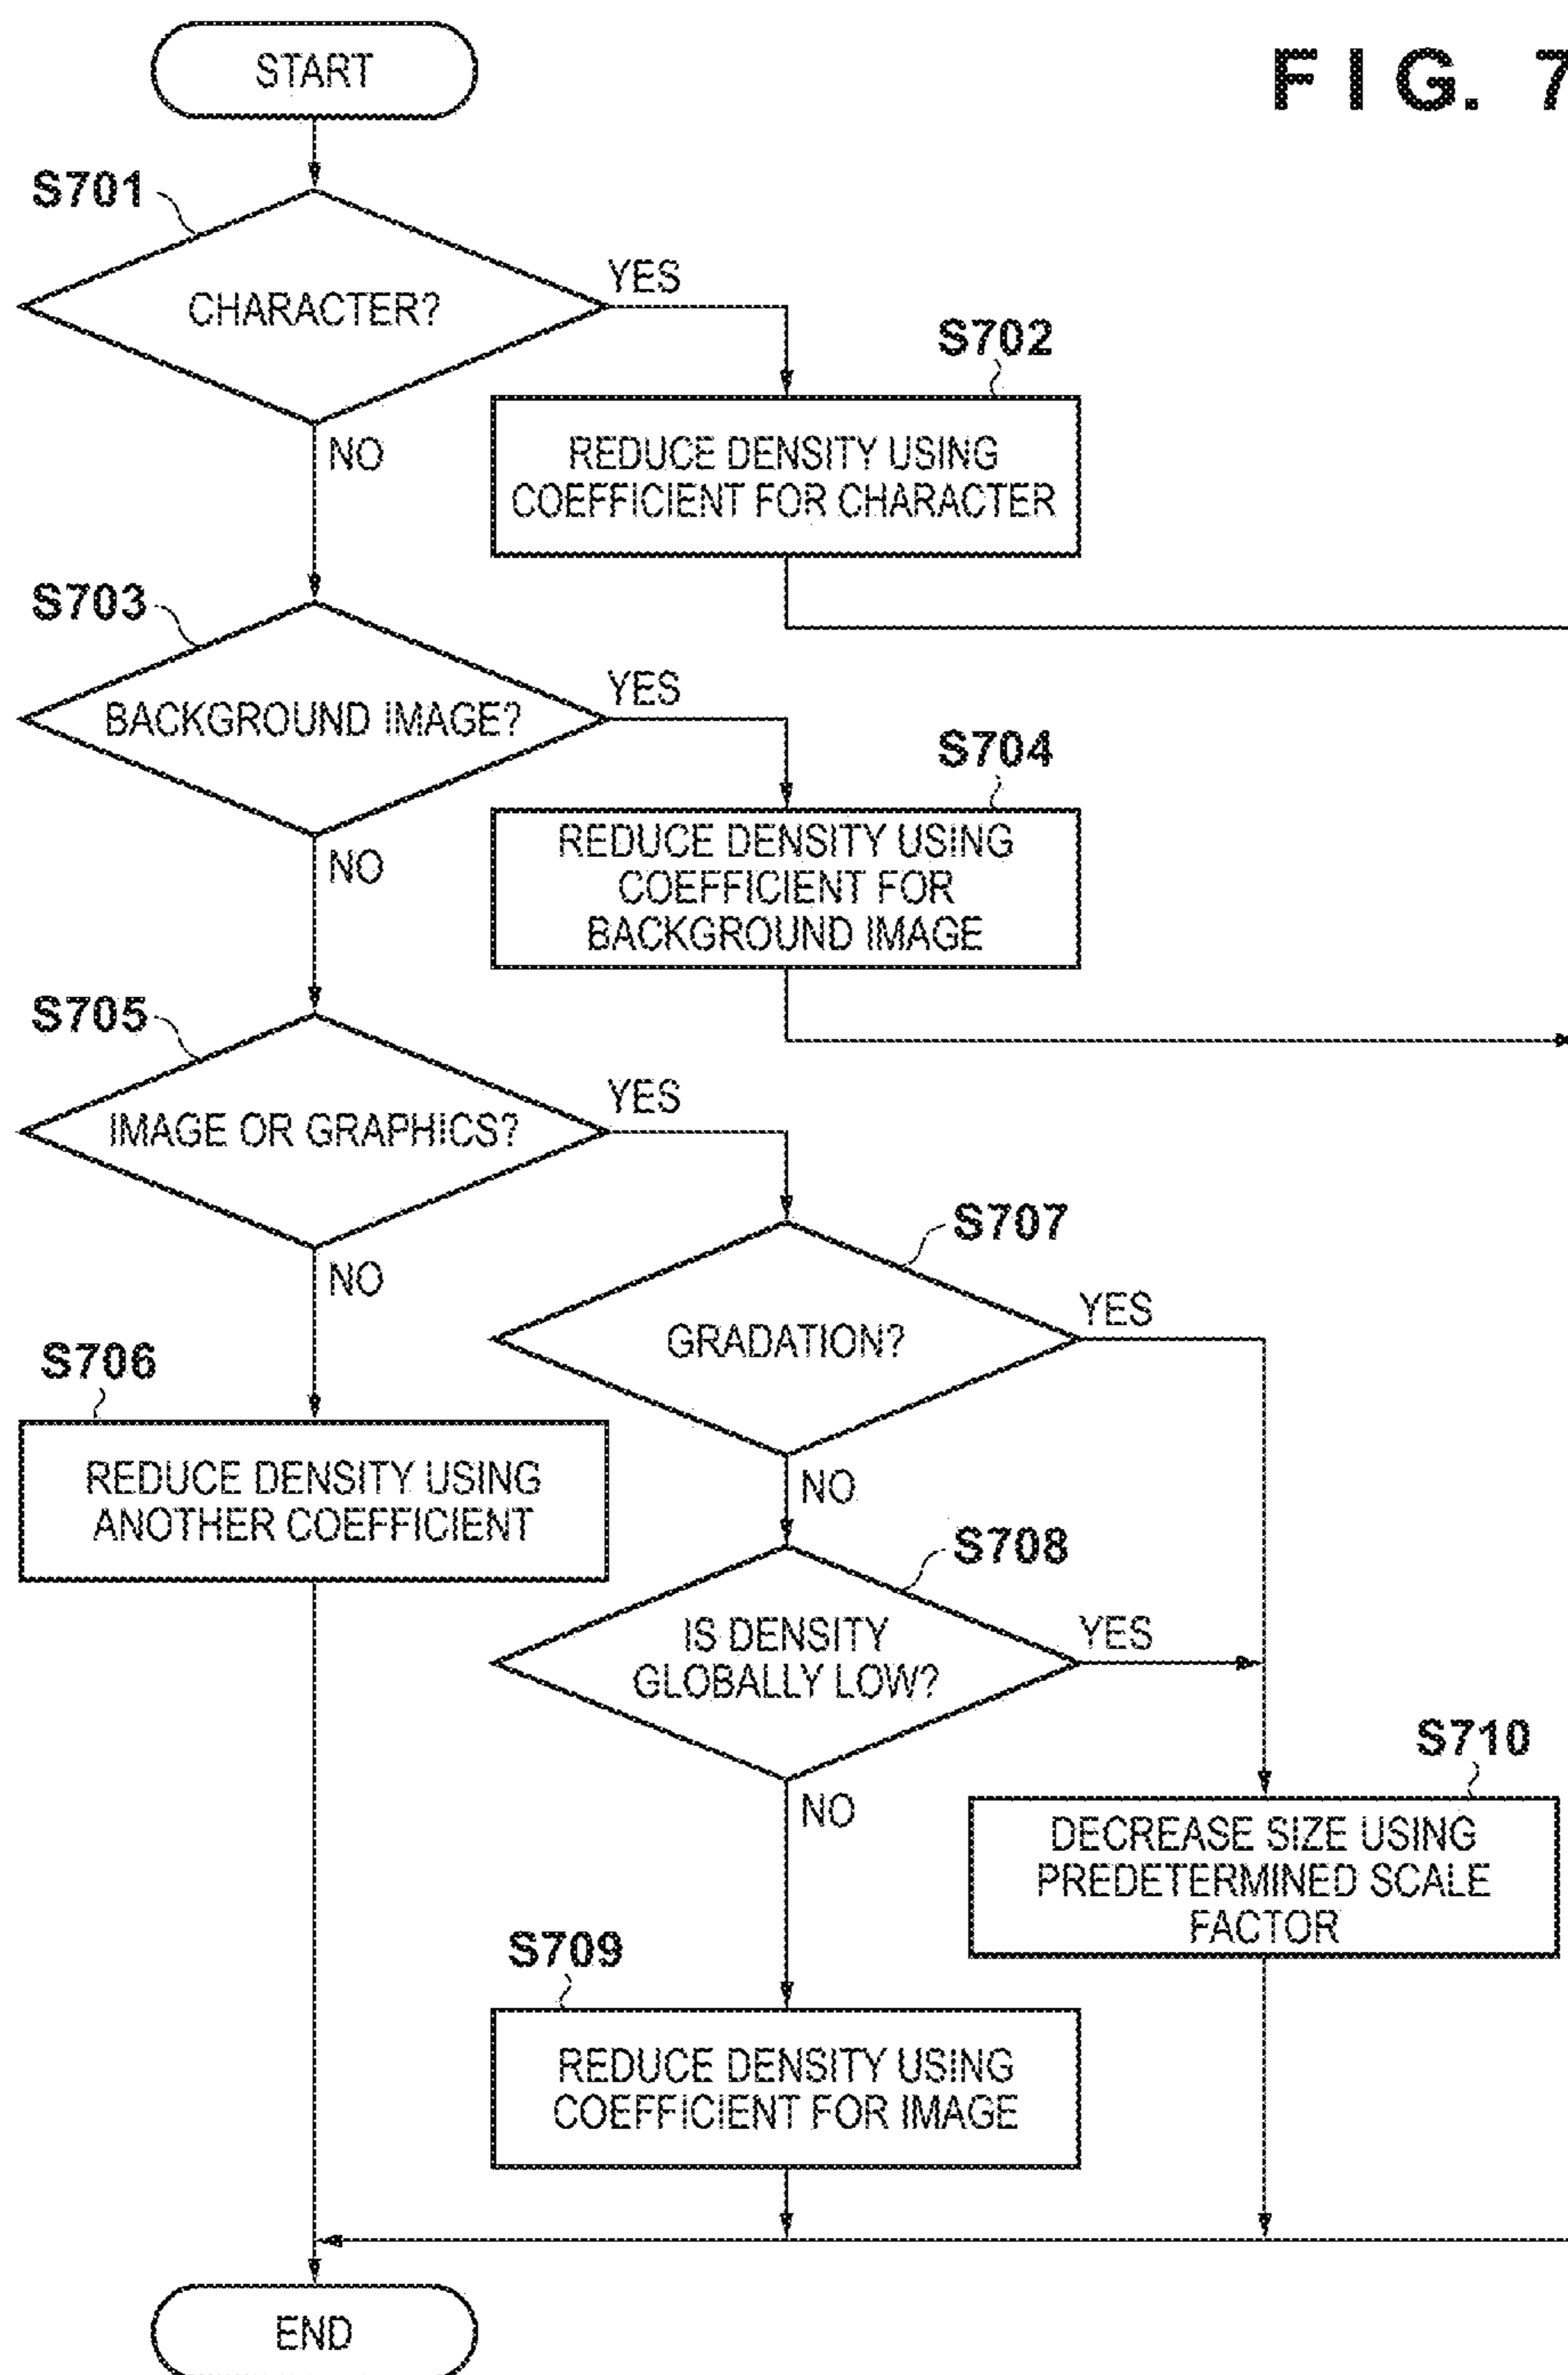 FIG. 7
START
S701
CHARACTER?
YES
NO
S702
REDUCE DENSITY USING
COEFFICIENT FOR CHARACTER
S703
BACKGROUND IMAGE?
YES
NO
S704
REDUCE DENSITY USING
COEFFICIENT FOR
BACKGROUND IMAGE
S705
IMAGE OR GRAPHICS?
YES
NO
S706
REDUCE DENSITY USING
ANOTHER COEFFICIENT
S707
GRADATION?
YES
NO
S708
IS DENSITY
GLOBALLY LOW?
YES
NO
S710
DECREASE SIZE USING
PREDETERMINED SCALE
FACTOR
S709
REDUCE DENSITY USING
COEFFICIENT FOR IMAGE
END